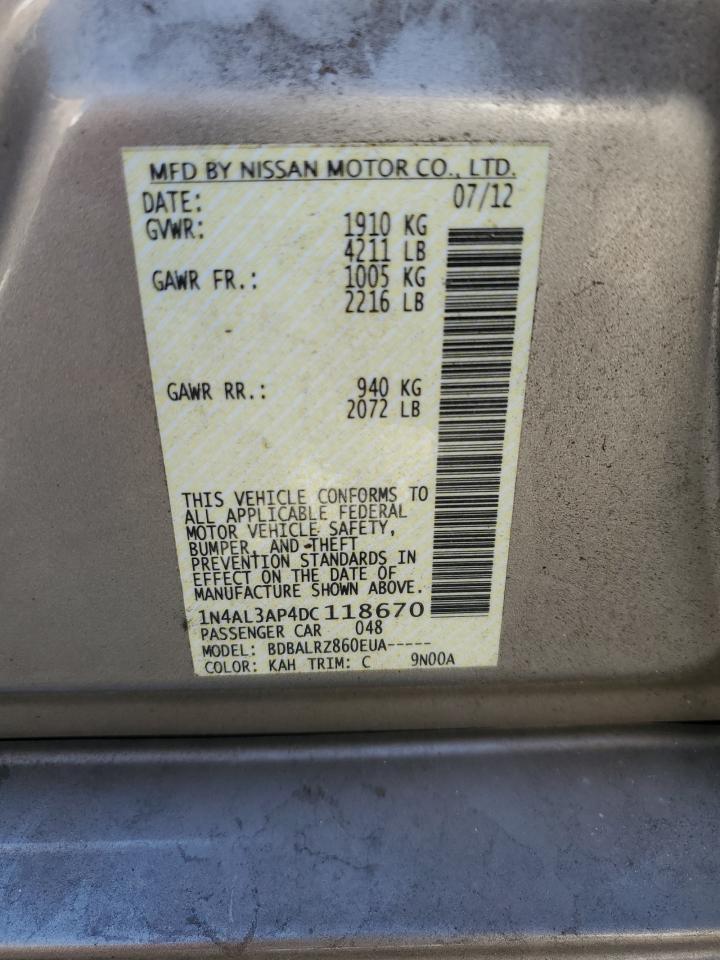 MFD BY NISSAN MOTOR CO., LTD.
DATE: 07/12
GVWR: 1910 KG
4211 LB
GAWR FR.: 1005 KG
2216 LB
GAWR RR.: 940 KG
2072 LB
THIS VEHICLE CONFORMS TO
ALL APPLICABLE FEDERAL
MOTOR VEHICLE SAFETY,
BUMPER, AND THEFT
PREVENTION STANDARDS IN
EFFECT ON THE DATE OF
MANUFACTURE SHOWN ABOVE.
1N4AL3AP4DC118670
PASSENGER CAR 048
MODEL: BDBALRZ860EUA-----
COLOR: KAH TRIM: C 9N00A